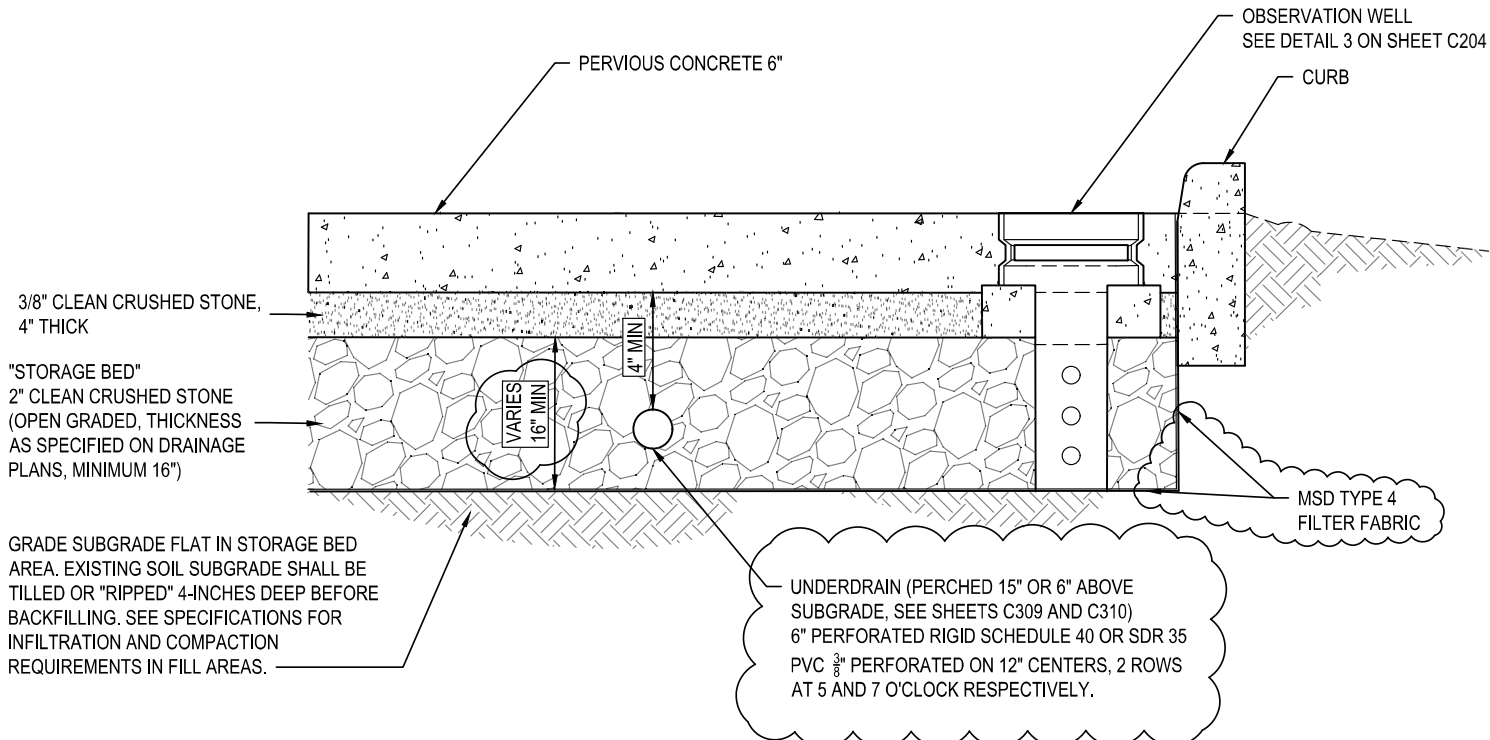 OBSERVATION WELL
SEE DETAIL 3 ON SHEET C204
PERVIOUS CONCRETE 6"
CURB
3/8" CLEAN CRUSHED STONE,
4" THICK
4" MIN
"STORAGE BED"
2" CLEAN CRUSHED STONE
(OPEN GRADED, THICKNESS
AS SPECIFIED ON DRAINAGE
PLANS, MINIMUM 16")
VARIES
16" MIN
MSD TYPE 4
FILTER FABRIC
GRADE SUBGRADE FLAT IN STORAGE BED
AREA. EXISTING SOIL SUBGRADE SHALL BE
TILLED OR "RIPPED" 4-INCHES DEEP BEFORE
BACKFILLING. SEE SPECIFICATIONS FOR
INFILTRATION AND COMPACTION
REQUIREMENTS IN FILL AREAS.
UNDERDRAIN (PERCHED 15" OR 6" ABOVE
SUBGRADE, SEE SHEETS C309 AND C310)
6" PERFORATED RIGID SCHEDULE 40 OR SDR 35
PVC 3/8" PERFORATED ON 12" CENTERS, 2 ROWS
AT 5 AND 7 O'CLOCK RESPECTIVELY.